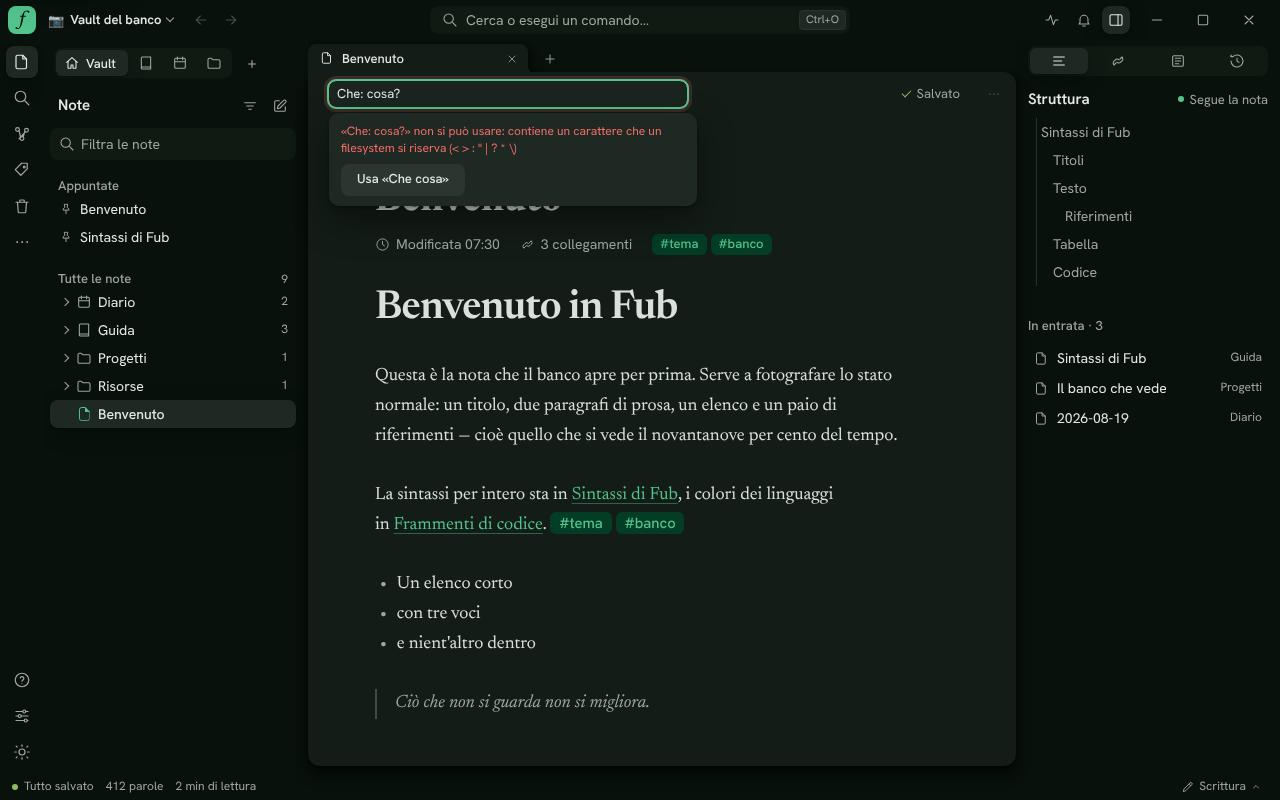 f
Vault del banco
Cerca o esegui un comando...
Ctrl+O
Vault
Note
Filtra le note
Appuntate
Benvenuto
Sintassi di Fub
Tutte le note 9
Diario 2
Guida 3
Progetti 1
Risorse 1
Benvenuto
Benvenuto
Che: cosa?
Salvato
«Che: cosa?» non si può usare: contiene un carattere che un
filesystem si riserva (< > : " | ? * \)
Usa «Che cosa»
Benvenuto
Modificata 07:30
3 collegamenti
#tema
#banco
Benvenuto in Fub
Questa è la nota che il banco apre per prima. Serve a fotografare lo stato
normale: un titolo, due paragrafi di prosa, un elenco e un paio di
riferimenti — cioè quello che si vede il novantanove per cento del tempo.
La sintassi per intero sta in Sintassi di Fub, i colori dei linguaggi
in Frammenti di codice. #tema #banco
• Un elenco corto
• con tre voci
• e nient'altro dentro
Ciò che non si guarda non si migliora.
Struttura
Segue la nota
Sintassi di Fub
Titoli
Testo
Riferimenti
Tabella
Codice
In entrata · 3
Sintassi di Fub Guida
Il banco che vede Progetti
2026-08-19 Diario
Tutto salvato
412 parole
2 min di lettura
Scrittura